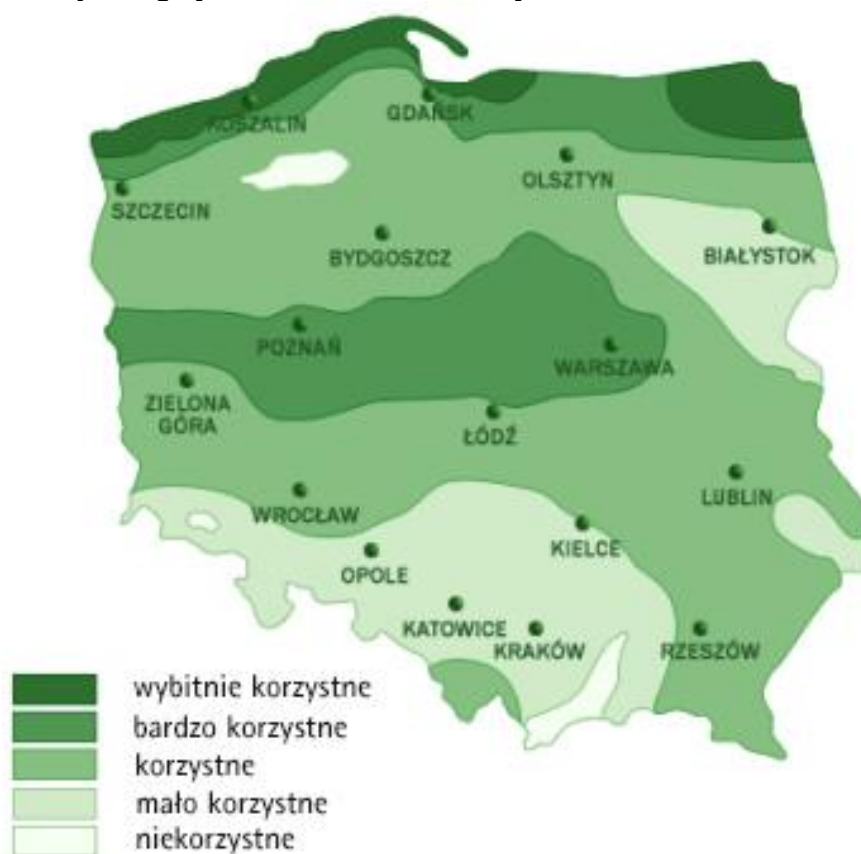 KOSZALIN
GDAŃSK
OLSZTYN
SZCZECIN
BYDGOSZCZ
BIAŁYSTOK
POZNAŃ
WARSZAWA
ZIELONA
GÓRA
ŁÓDŹ
LUBLIN
WROCŁAW
KIELCE
OPOLE
KATOWICE
KRAKÓW
RZESZÓW
wybitnie korzystne
bardzo korzystne
korzystne
mało korzystne
niekorzystne